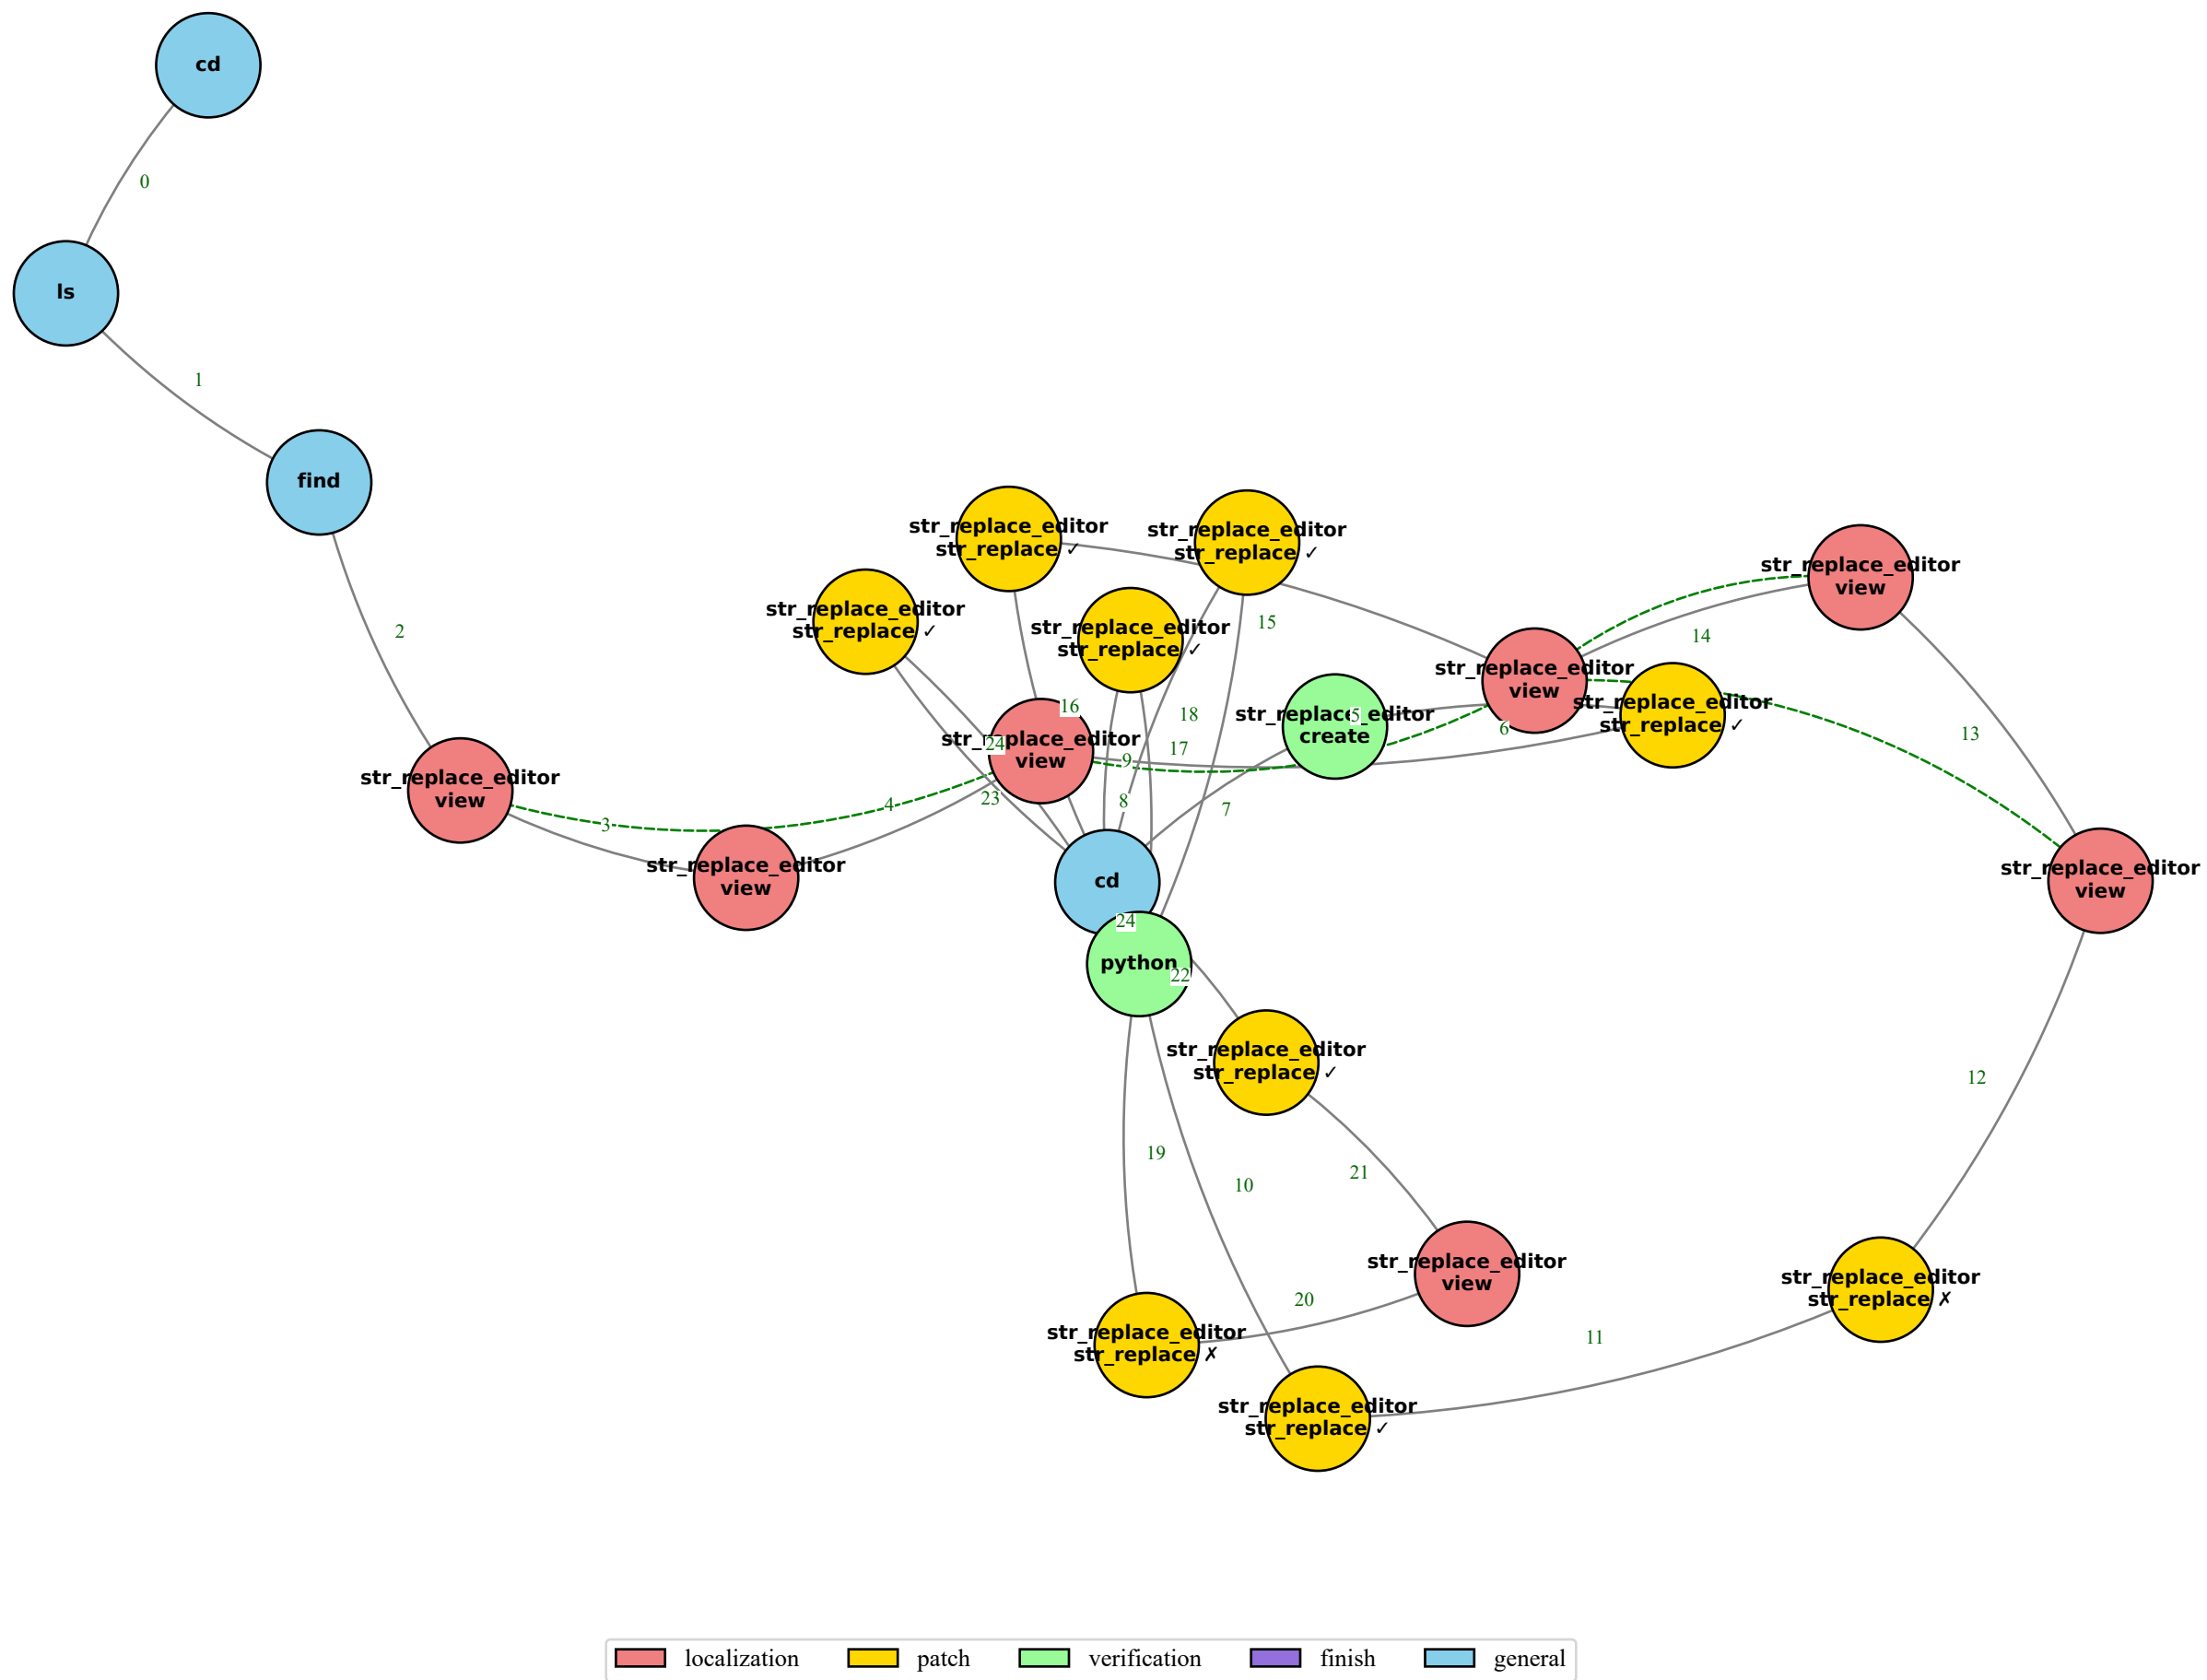 cd
0
ls
1
find
2
str_replace_editor
str_replace ✓
str_replace_editor
str_replace ✓
str_replace_editor
view
str_replace_editor
str_replace ✓
15
str_replace_editor
str_replace ✓
14
str_replace_editor
view
str_replace_editor
str_replace ✓
16
18
str_replace_editor
create
5
6
13
24
str_replace_editor
view
17
9
str_replace_editor
view
4
23
8
7
3
str_replace_editor
view
cd
str_replace_editor
view
24
python
22
str_replace_editor
str_replace ✓
12
19
10
21
str_replace_editor
view
str_replace_editor
str_replace ✗
20
str_replace_editor
str_replace ✗
11
str_replace_editor
str_replace ✓
localization
patch
verification
finish
general